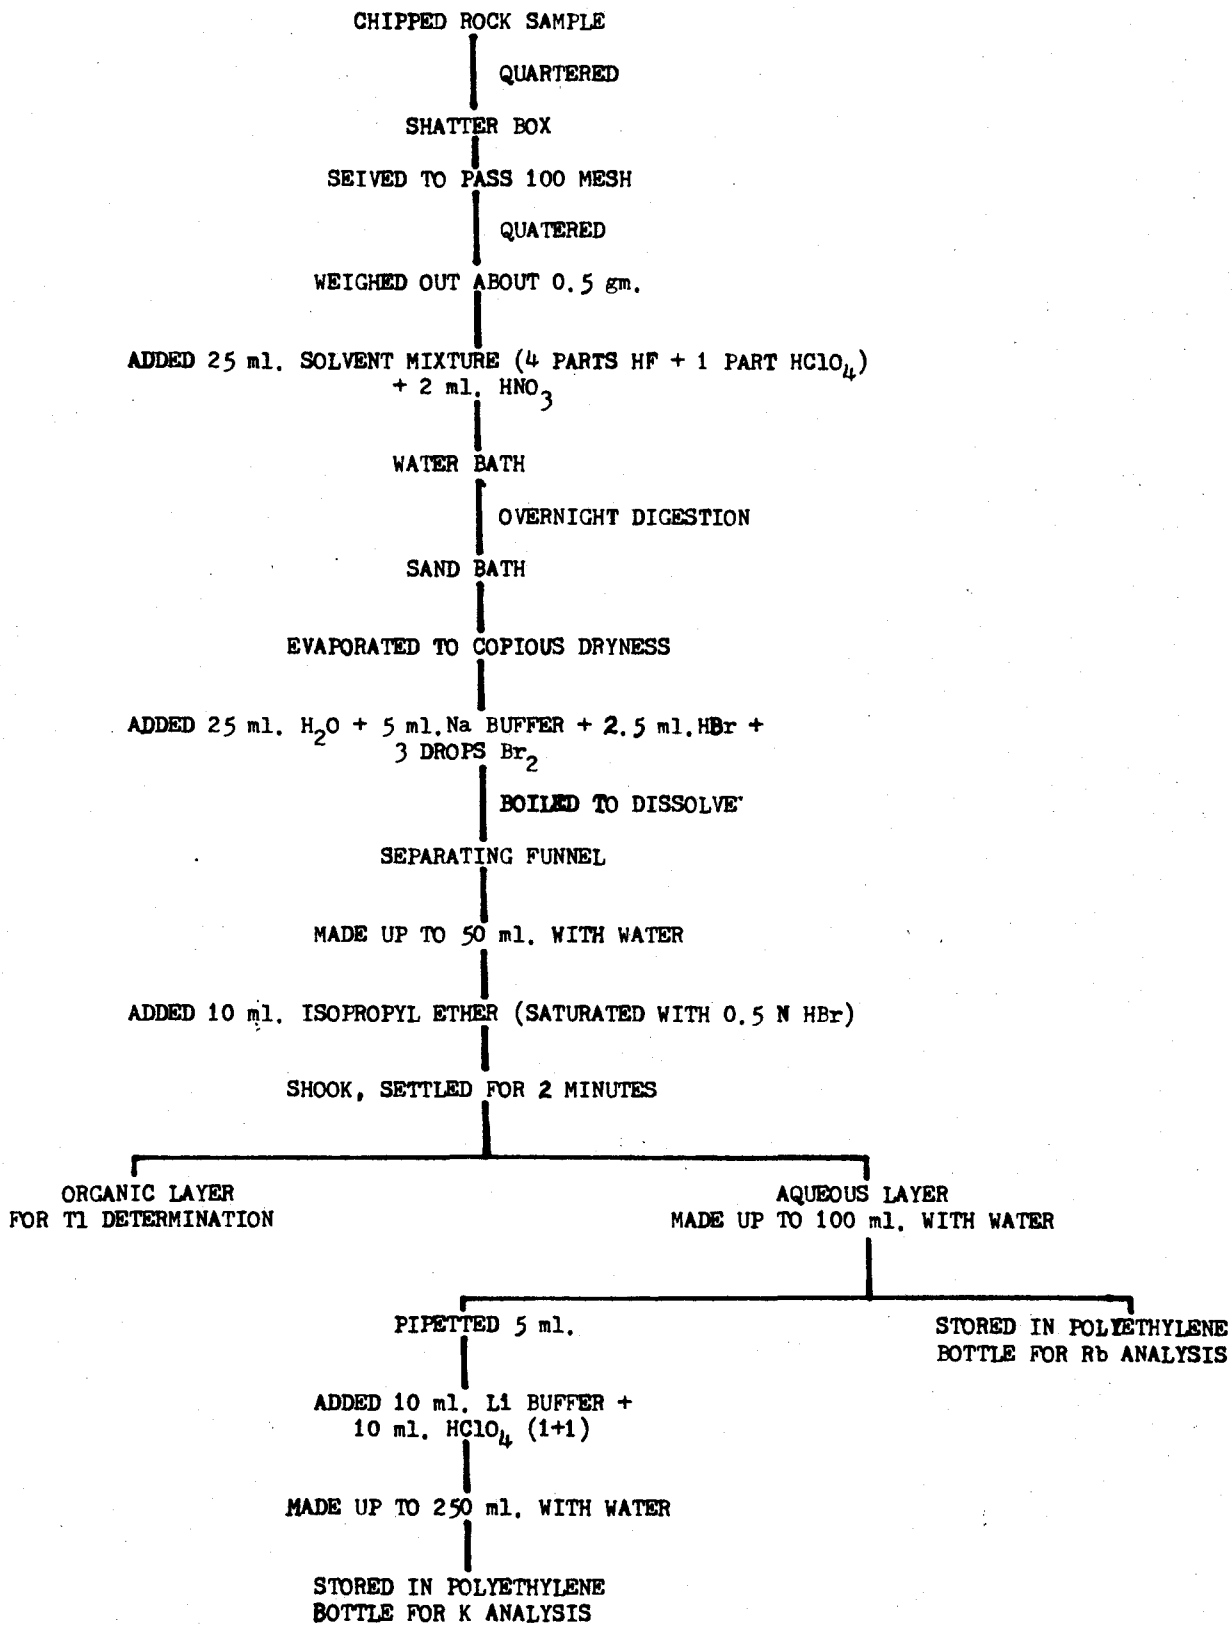 CHIPPED ROCK SAMPLE
QUARTERED
SHATTER BOX
SEIVED TO PASS 100 MESH
QUATERED
WEIGHED OUT ABOUT 0.5 gm.
ADDED 25 ml. SOLVENT MIXTURE (4 PARTS HF + 1 PART HClO4)
+ 2 ml. HNO3
WATER BATH
OVERNIGHT DIGESTION
SAND BATH
EVAPORATED TO COPIOUS DRYNESS
ADDED 25 ml. H2O + 5 ml. Na BUFFER + 2.5 ml. HBr +
3 DROPS Br2
BOILED TO DISSOLVE
SEPARATING FUNNEL
MADE UP TO 50 ml. WITH WATER
ADDED 10 ml. ISOPROPYL ETHER (SATURATED WITH 0.5 N HBr)
SHOOK, SETTLED FOR 2 MINUTES
ORGANIC LAYER
FOR Tl DETERMINATION
AQUEOUS LAYER
MADE UP TO 100 ml. WITH WATER
PIPETTED 5 ml.
STORED IN POLYETHYLENE
BOTTLE FOR Rb ANALYSIS
ADDED 10 ml. Li BUFFER +
10 ml. HClO4 (1+1)
MADE UP TO 250 ml. WITH WATER
STORED IN POLYETHYLENE
BOTTLE FOR K ANALYSIS